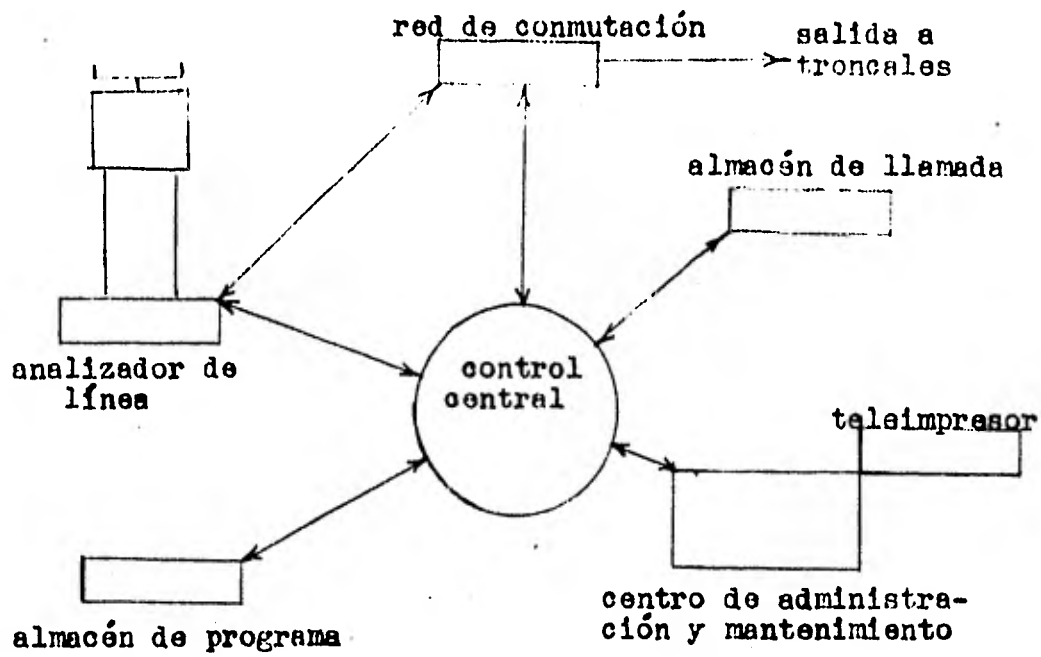 red de conmutación
salida a
troncales
almacén de llamada
analizador de
línea
control
central
teleimpresor
almacén de programa
centro de administra-
ción y mantenimiento